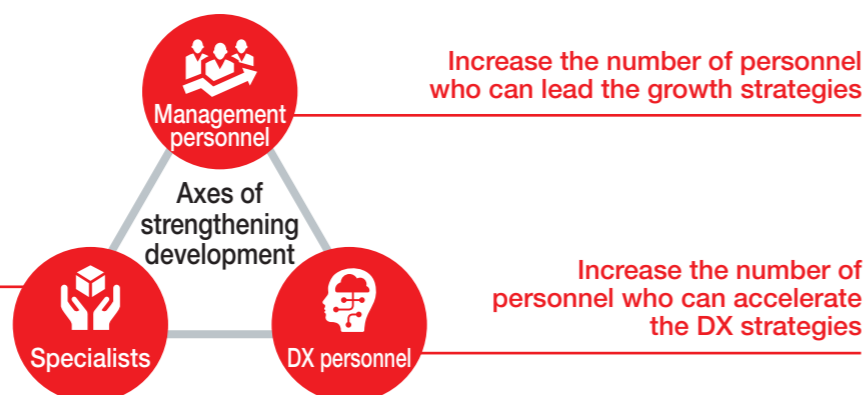 Increase the number of personnel
who can lead the growth strategies
Management
personnel
Axes of
strengthening
development
Increase the number of
personnel who can accelerate
the DX strategies
Specialists
DX personnel